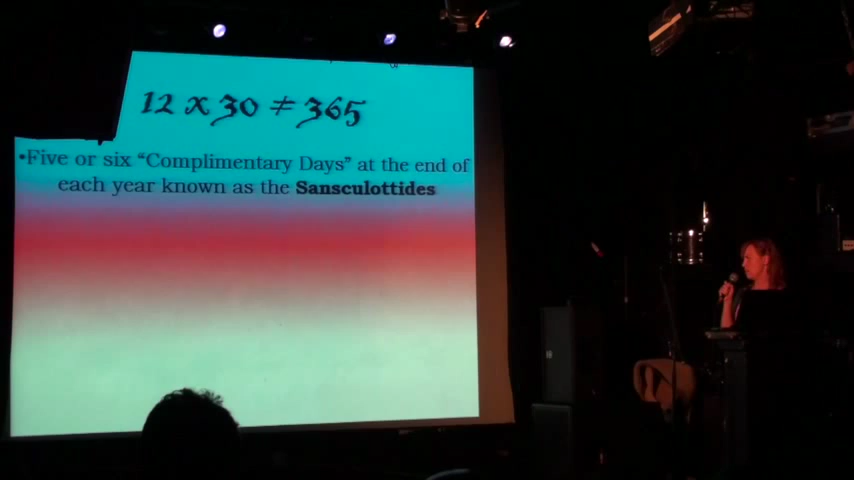 12 x 30 ≠ 365
•Five or six “Complimentary Days” at the end of
each year known as the Sansculottides